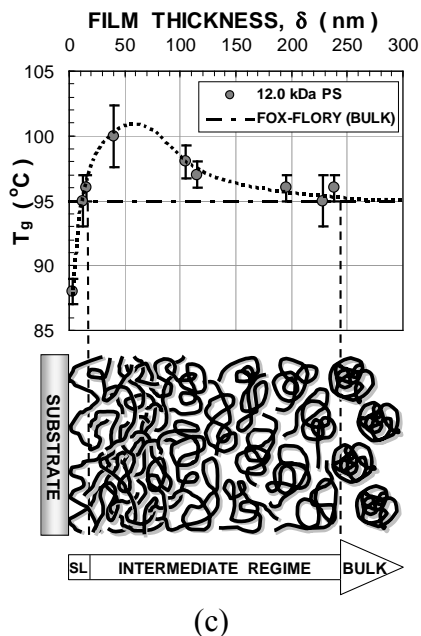 FILM THICKNESS, δ (nm)
0 50 100 150 200 250 300
105
100
95
90
85
Tg (°C)
12.0 kDa PS
FOX-FLORY (BULK)
SUBSTRATE
SL INTERMEDIATE REGIME BULK
(c)